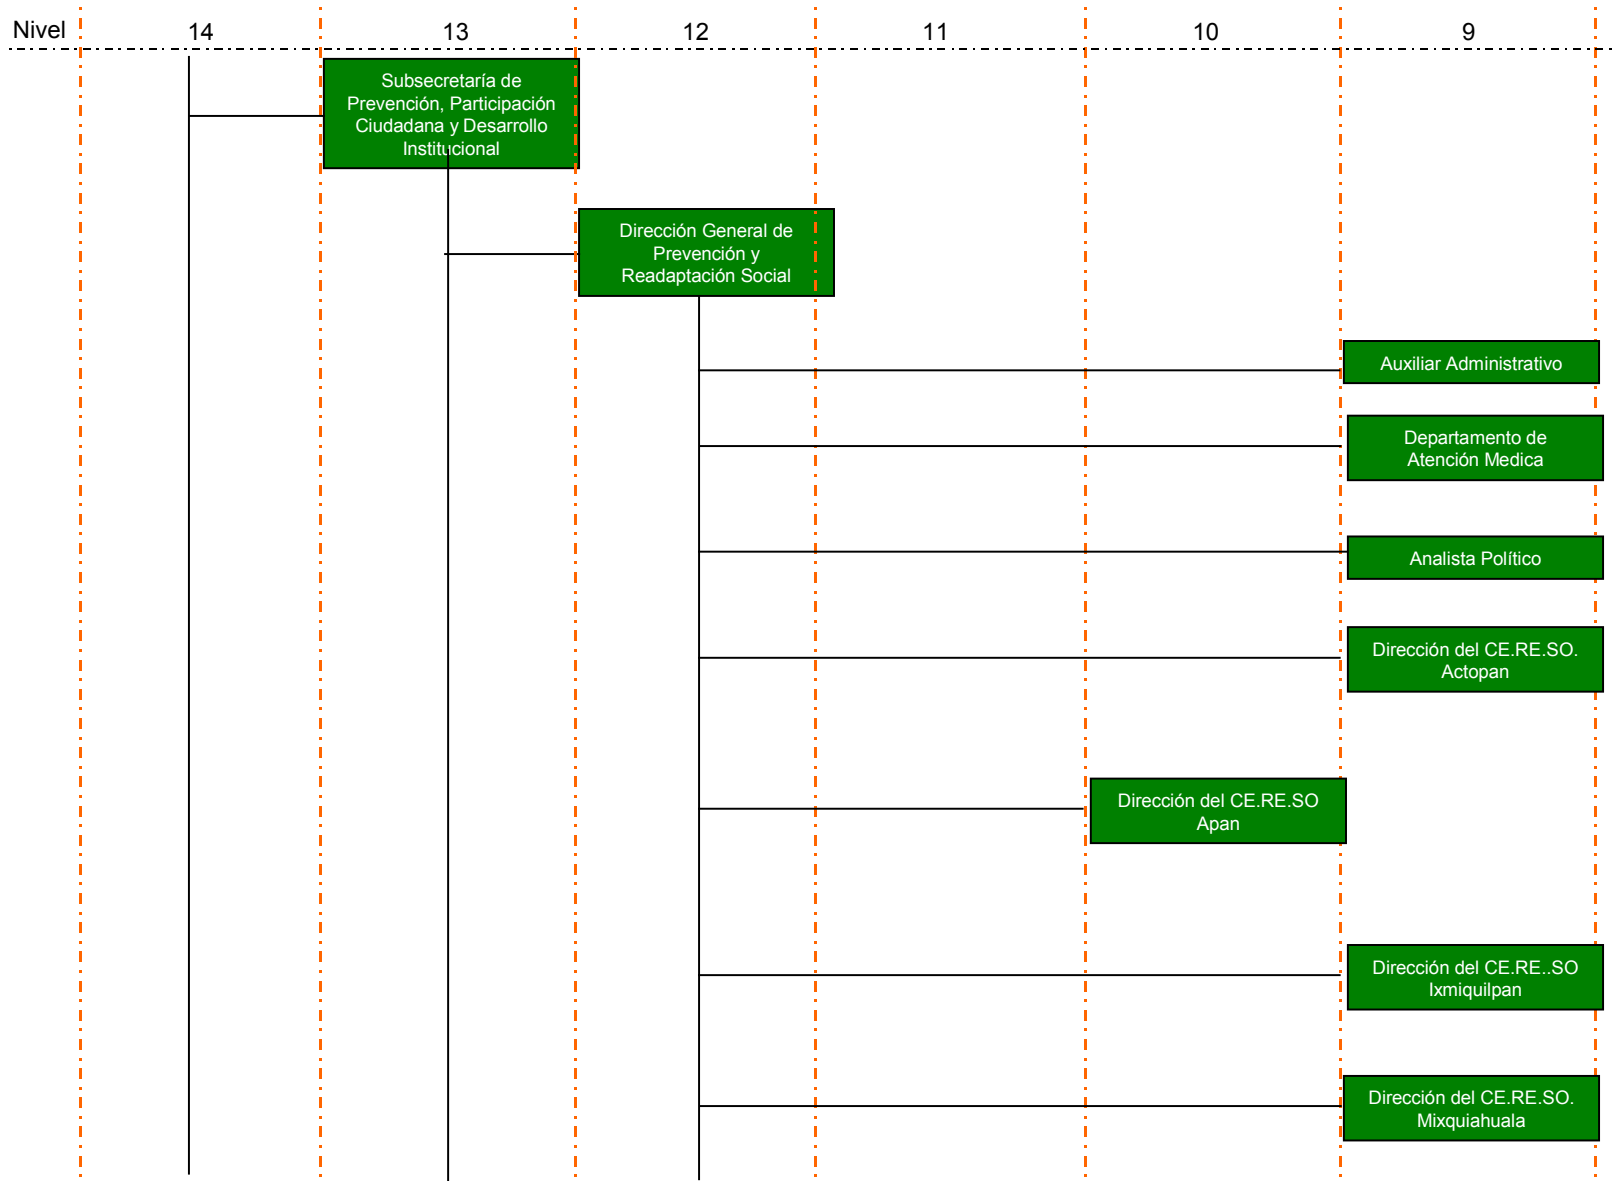 Nivel 14 13 12 11 10 9
Subsecretaría de
Prevención, Participación
Ciudadana y Desarrollo
Institucional
Dirección General de
Prevención y
Readaptación Social
Auxiliar Administrativo
Departamento de
Atención Medica
Analista Político
Dirección del CE.RE.SO.
Actopan
Dirección del CE.RE.SO
Apan
Dirección del CE.RE..SO
Ixmiquilpan
Dirección del CE.RE.SO.
Mixquiahuala